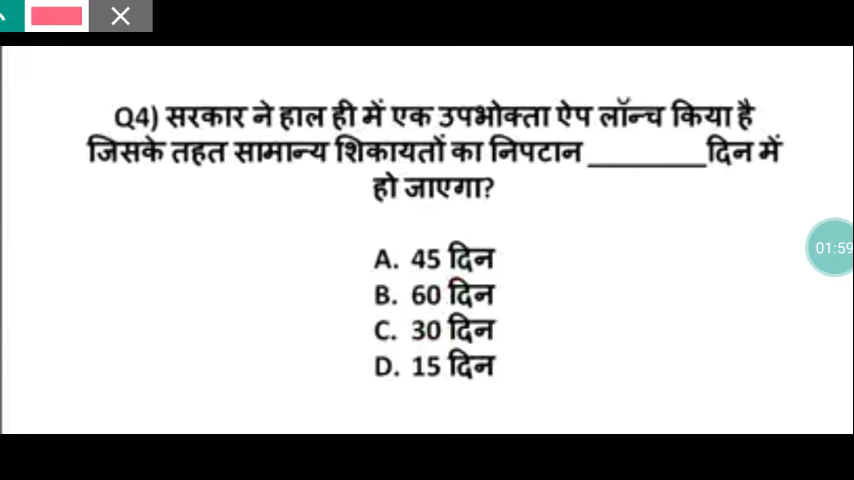 Q4) सरकार ने हाल ही में एक उपभोक्ता ऐप लॉन्च किया है
जिसके तहत सामान्य शिकायतों का निपटान ________ दिन में
हो जाएगा?
A. 45 दिन
B. 60 दिन
C. 30 दिन
D. 15 दिन
01:59